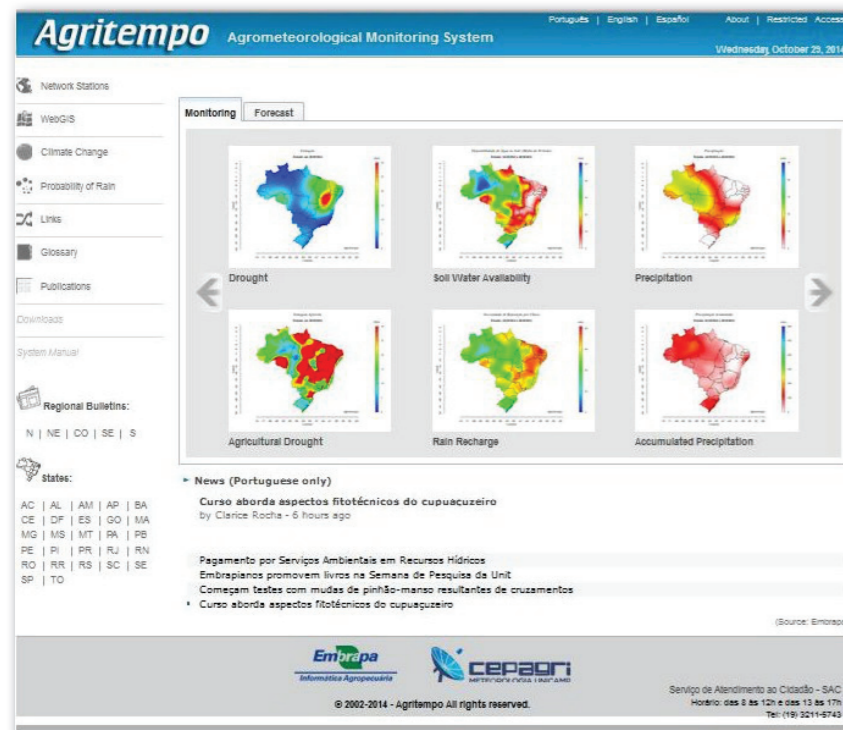 Agritempo Agrometeorological Monitoring System
Português | English | Español About | Restricted Access
Wednesday, October 29, 2014
Network Stations
WebGIS
Climate Change
Probability of Rain
Links
Glossary
Publications
Downloads
System Manual
Regional Bulletins:
N | NE | CO | SE | S
States:
AC | AL | AM | AP | BA
CE | DF | ES | GO | MA
MG | MS | MT | PA | PB
PE | PI | PR | RJ | RN
RO | RR | RS | SC | SE
SP | TO
Monitoring Forecast
Drought Soil Water Availability Precipitation
Agricultural Drought Rain Recharge Accumulated Precipitation
News (Portuguese only)
Curso aborda aspectos fitotécnicos do cupuaçuzeiro
by Clarice Rocha - 6 hours ago
Pagamento por Serviços Ambientais em Recursos Hídricos
Embrapianos promovem livros na Semana de Pesquisa da Unit
Começam testes com mudas de pinhão-manso resultantes de cruzamentos
Curso aborda aspectos fitotécnicos do cupuaçuzeiro
(Source: Embrapa
Embrapa
Informática Agropecuária
cepagri
METEOROLOGIA UNICAMP
© 2002-2014 - Agritempo All rights reserved.
Serviço de Atendimento ao Cidadão - SAC
Horário: das 8 às 12h e das 13 às 17h
Tel: (19) 3211-5743